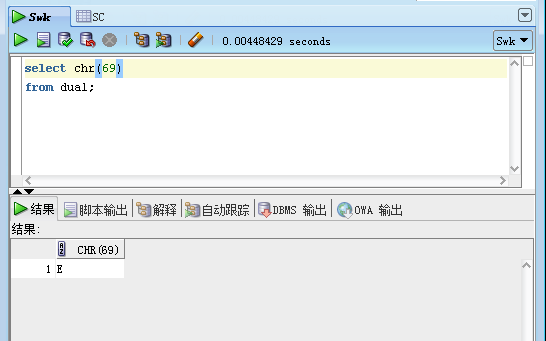 Swk SC
0.00448429 seconds Swk
select chr(69)
from dual;
结果 脚本输出 解释 自动跟踪 DBMS 输出 OWA 输出
结果:
CHR(69)
1 E